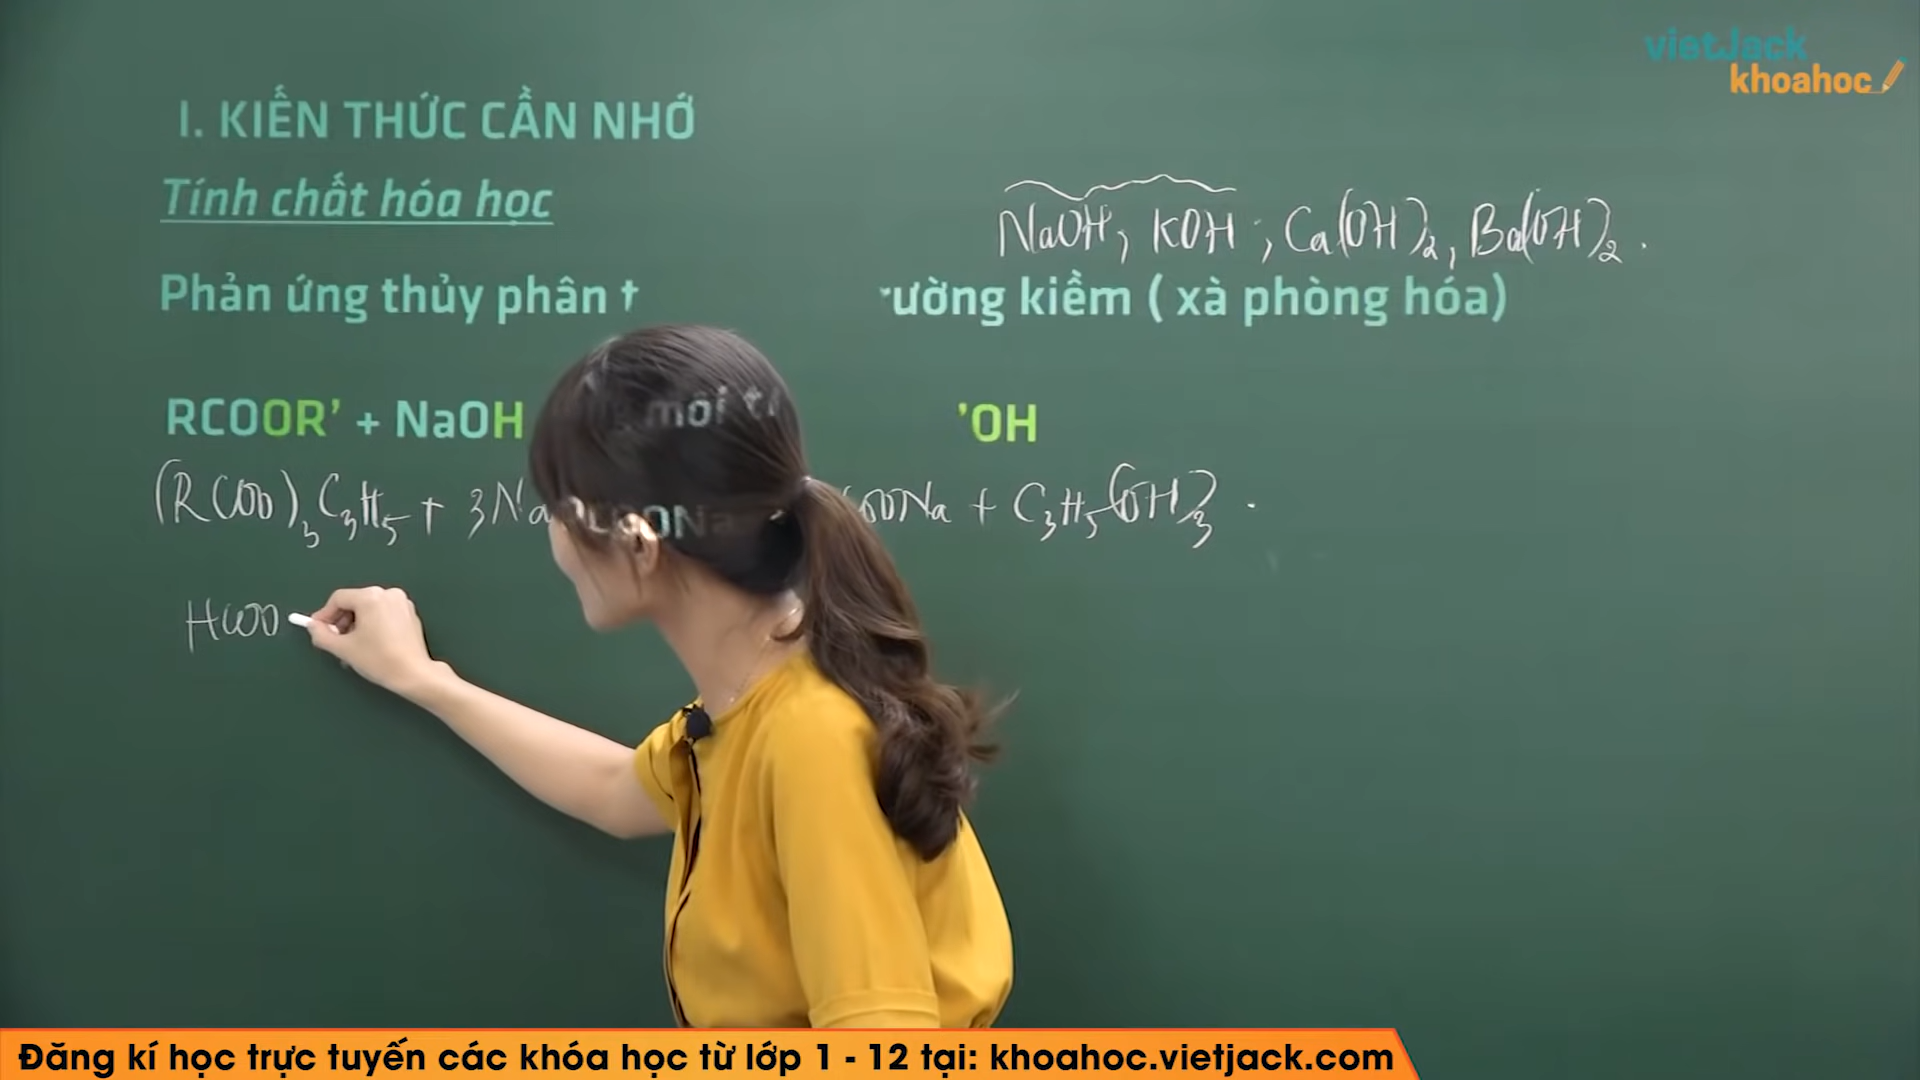 vietJack
khoahoc
I. KIẾN THỨC CẦN NHỚ
Tính chất hóa học
NaOH, KOH, Ca(OH)2, Ba(OH)2.
Phản ứng thủy phân t rường kiềm ( xà phòng hóa)
RCOOR’ + NaOH ’OH
(RCOO)3C3H5 + 3Na COONa + C3H5(OH)3.
HCOO
Đăng kí học trực tuyến các khóa học từ lớp 1 - 12 tại: khoahoc.vietjack.com